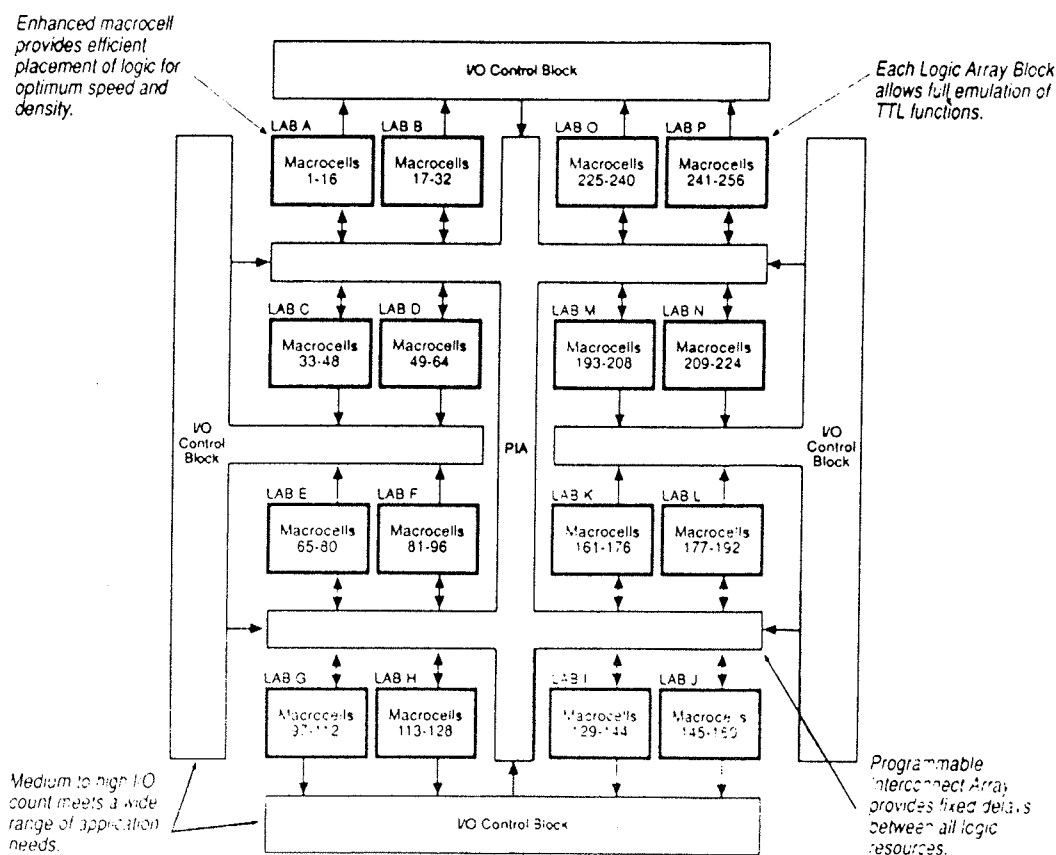 Enhanced macrocell
provides efficient
placement of logic for
optimum speed and
density.
I/O Control Block
Each Logic Array Block
allows full emulation of
TTL functions.
LAB A
LAB B
LAB O
LAB P
Macrocells
1-16
Macrocells
17-32
Macrocells
225-240
Macrocells
241-256
LAB C
LAB D
LAB M
LAB N
Macrocells
33-48
Macrocells
49-64
Macrocells
193-208
Macrocells
209-224
I/O
Control
Block
PIA
I/O
Control
Block
LAB E
LAB F
LAB K
LAB L
Macrocells
65-80
Macrocells
81-96
Macrocells
161-176
Macrocells
177-192
LAB G
LAB H
LAB I
LAB J
Macrocells
97-112
Macrocells
113-128
Macrocells
129-144
Macrocells
145-160
Medium to high I/O
count meets a wide
range of application
needs.
I/O Control Block
Programmable
Interconnect Array
provides fixed delays
between all logic
resources.